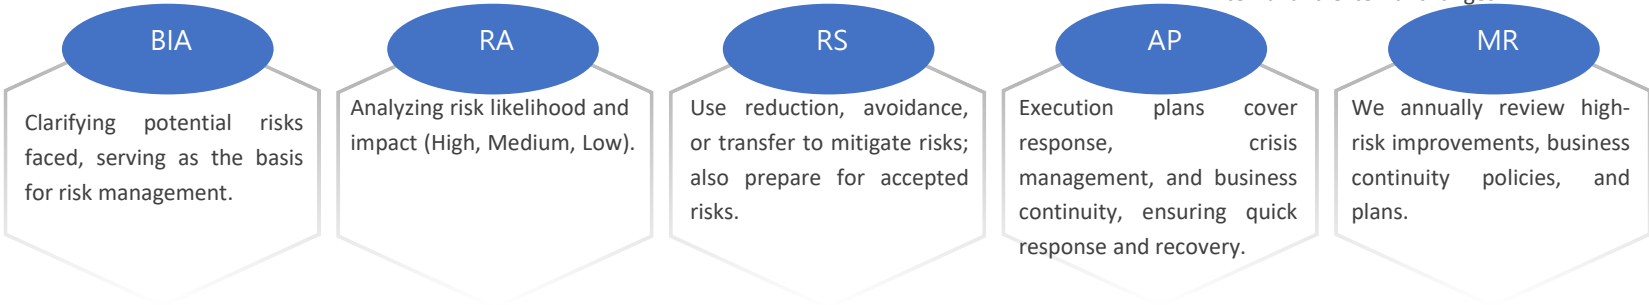 BIA
Clarifying potential risks
faced, serving as the basis
for risk management.
RA
Analyzing risk likelihood and
impact (High, Medium, Low).
RS
Use reduction, avoidance,
or transfer to mitigate risks;
also prepare for accepted
risks.
AP
Execution plans cover
response, crisis
management, and business
continuity, ensuring quick
response and recovery.
MR
We annually review high-
risk improvements, business
continuity policies, and
plans.